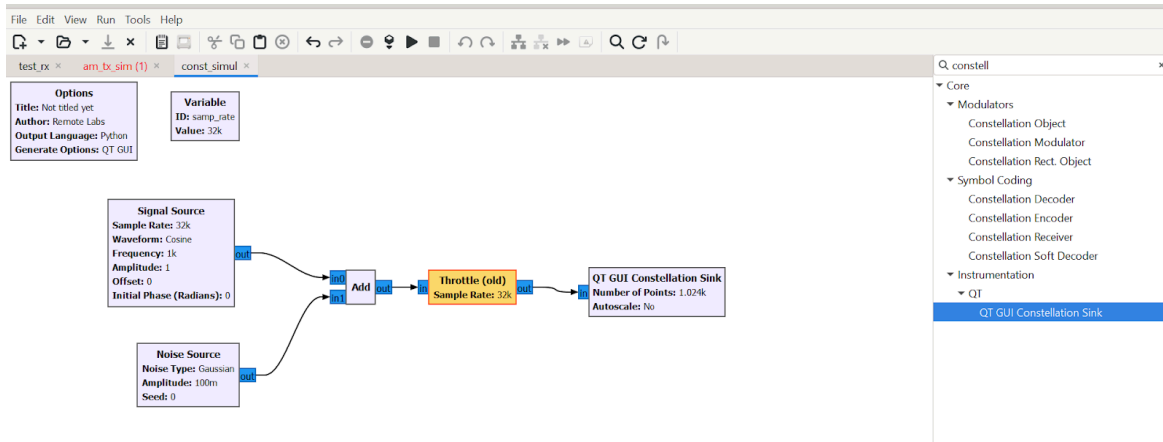 File Edit View Run Tools Help
test_rx ×
am_tx_sim (1) ×
const_simul ×
Options
Title: Not titled yet
Author: Remote Labs
Output Language: Python
Generate Options: QT GUI
Variable
ID: samp_rate
Value: 32k
Signal Source
Sample Rate: 32k
Waveform: Cosine
Frequency: 1k
Amplitude: 1
Offset: 0
Initial Phase (Radians): 0
out
Noise Source
Noise Type: Gaussian
Amplitude: 100m
Seed: 0
out
in0
in1
Add
out
in
Throttle (old)
Sample Rate: 32k
out
in
QT GUI Constellation Sink
Number of Points: 1.024k
Autoscale: No
constell
Core
Modulators
Constellation Object
Constellation Modulator
Constellation Rect. Object
Symbol Coding
Constellation Decoder
Constellation Encoder
Constellation Receiver
Constellation Soft Decoder
Instrumentation
QT
QT GUI Constellation Sink